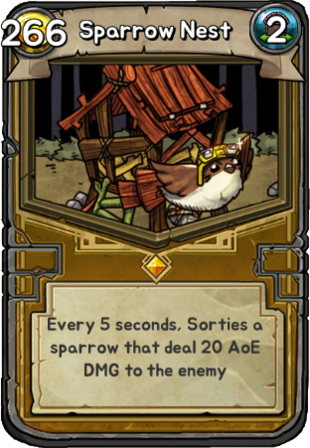 266 Sparrow Nest 2
Every 5 seconds, Sorties a
sparrow that deal 20 AoE
DMG to the enemy